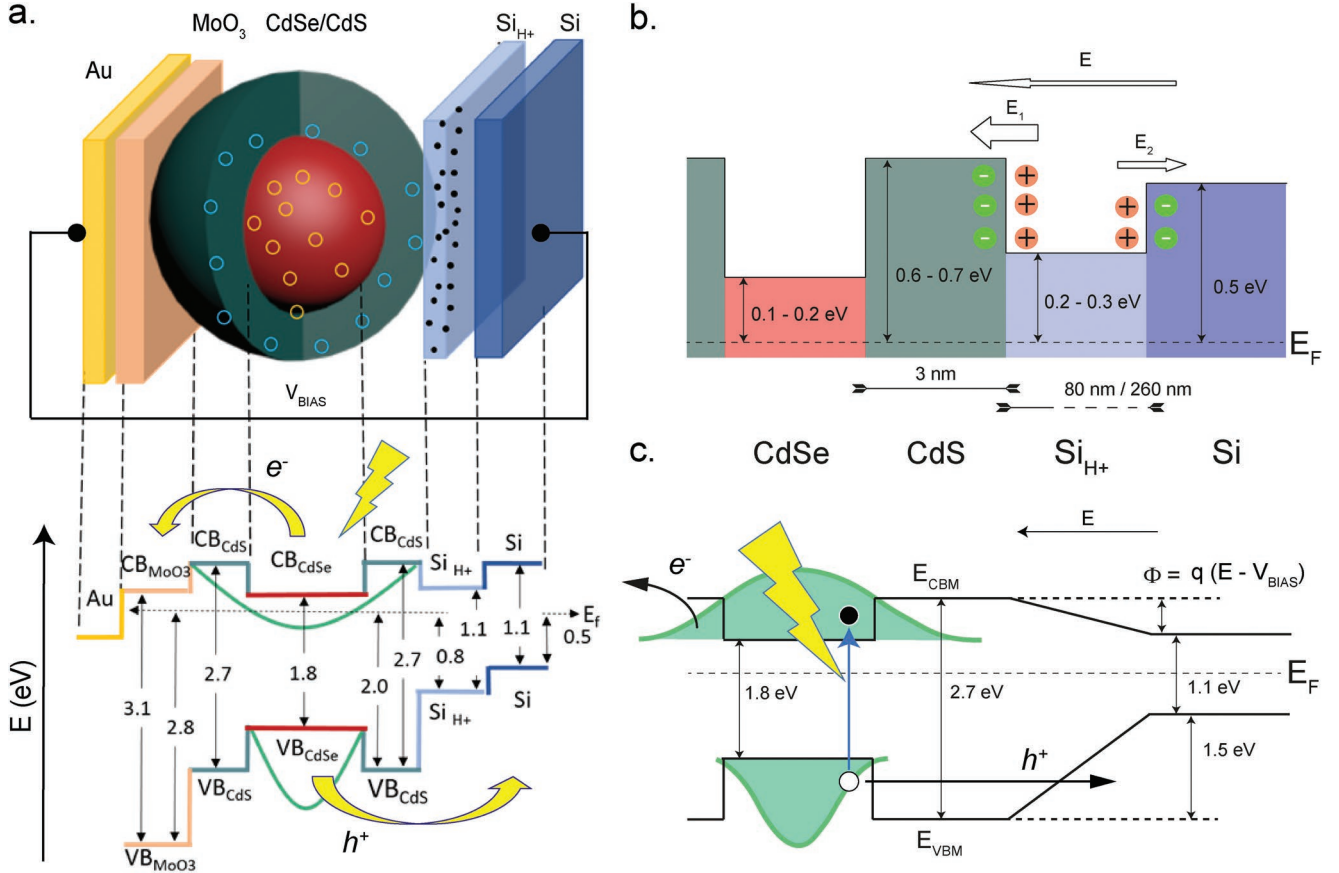 a.
MoO3 CdSe/CdS SiH+ Si
Au
VBIAS
e-
CBMoO3 CBCdS CBCdSe CBCdS Si H+ Si
Au
Ef
E (eV)
3.1 2.8 2.7 1.8 2.0 2.7 0.8 1.1 1.1 0.5
VBMoO3 VBCdS VBCdSe VBCdS Si H+ Si
h+
b.
E
E1
E2
- + + -
- + + -
- +
0.1 - 0.2 eV
0.6 - 0.7 eV
0.2 - 0.3 eV
0.5 eV
EF
3 nm
80 nm / 260 nm
c.
CdSe CdS SiH+ Si
E
e-
ECBM
Φ = q (E - VBIAS)
EF
1.8 eV
2.7 eV
1.1 eV
1.5 eV
h+
EVBM